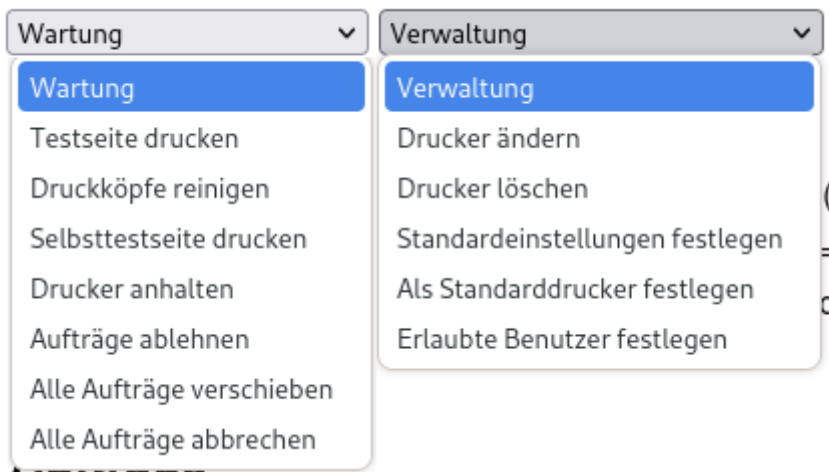 Wartung
Verwaltung
Wartung
Testseite drucken
Druckköpfe reinigen
Selbsttestseite drucken
Drucker anhalten
Aufträge ablehnen
Alle Aufträge verschieben
Alle Aufträge abbrechen
Verwaltung
Drucker ändern
Drucker löschen
Standardeinstellungen festlegen
Als Standarddrucker festlegen
Erlaubte Benutzer festlegen